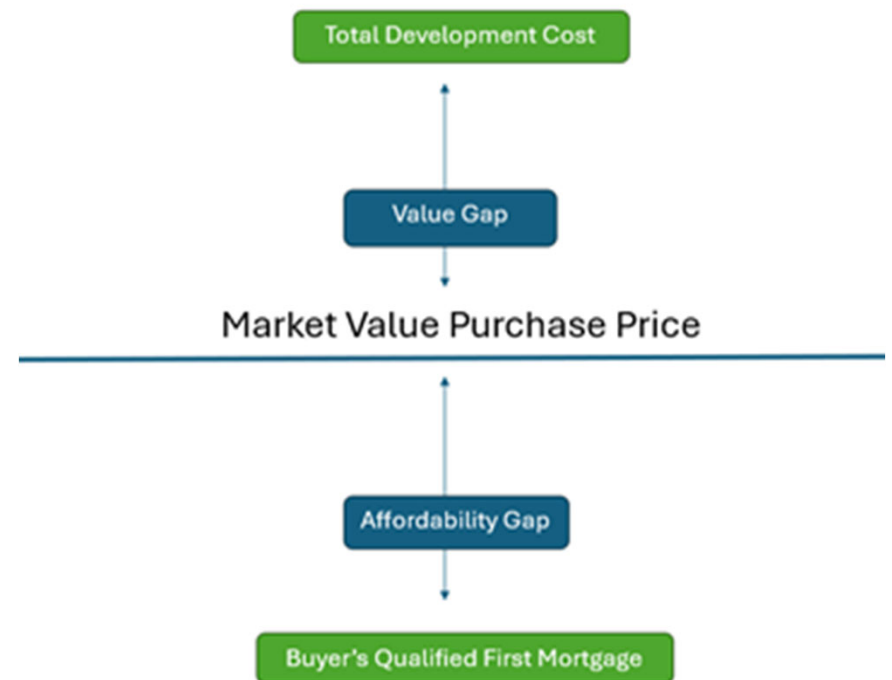 Total Development Cost
Value Gap
Market Value Purchase Price
Affordability Gap
Buyer’s Qualified First Mortgage